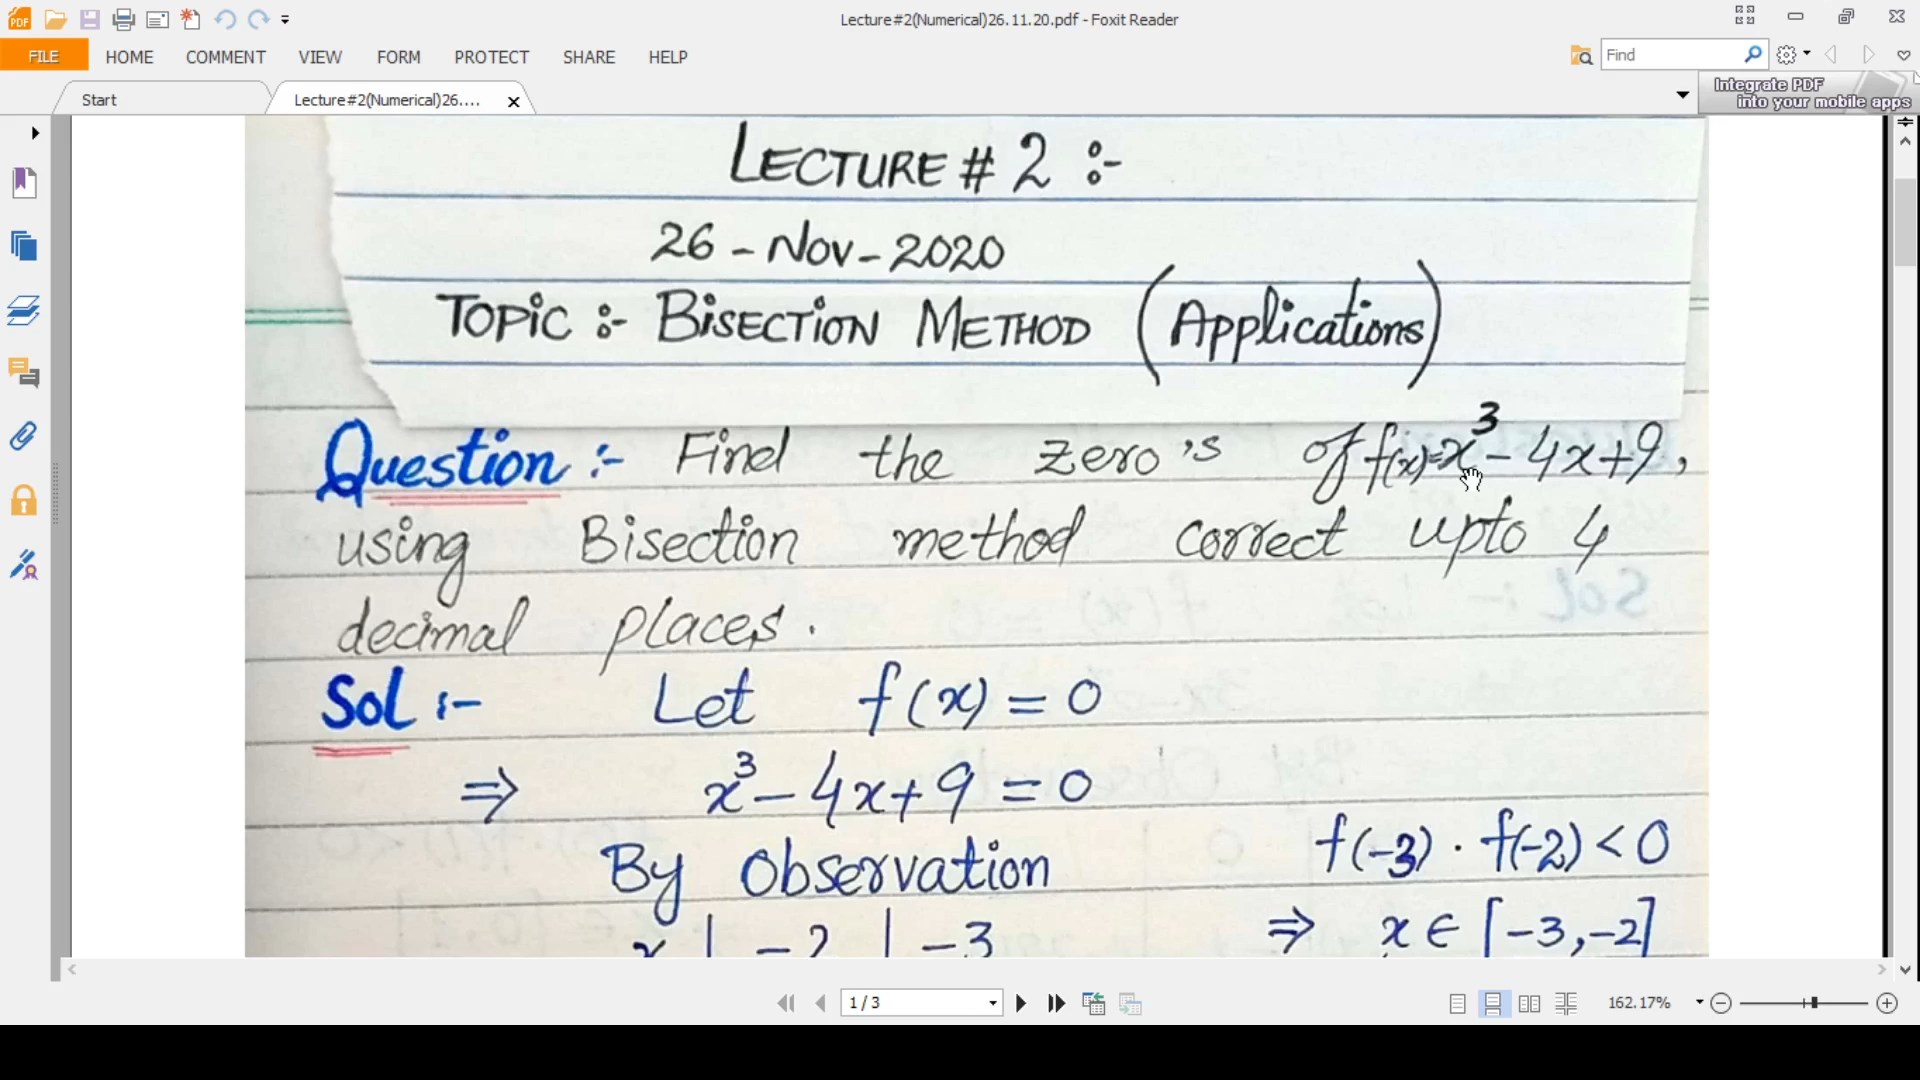 Lecture#2(Numerical)26.11.20.pdf - Foxit Reader
FILE HOME COMMENT VIEW FORM PROTECT SHARE HELP
Find
Start
Lecture#2(Numerical)26....
Integrate PDF
into your mobile apps
LECTURE # 2 :-
26 - Nov - 2020
TOPIC :- BISECTION METHOD (Applications)
Question :- Find the zero's of f(x)=x³-4x+9,
using Bisection method correct upto 4
decimal places.
Sol :- Let f(x) = 0
⇒ x³ - 4x + 9 = 0
By Observation
f(-3) . f(-2) < 0
x | -2 | -3
⇒ x ∈ [-3,-2]
1 / 3
162.17%